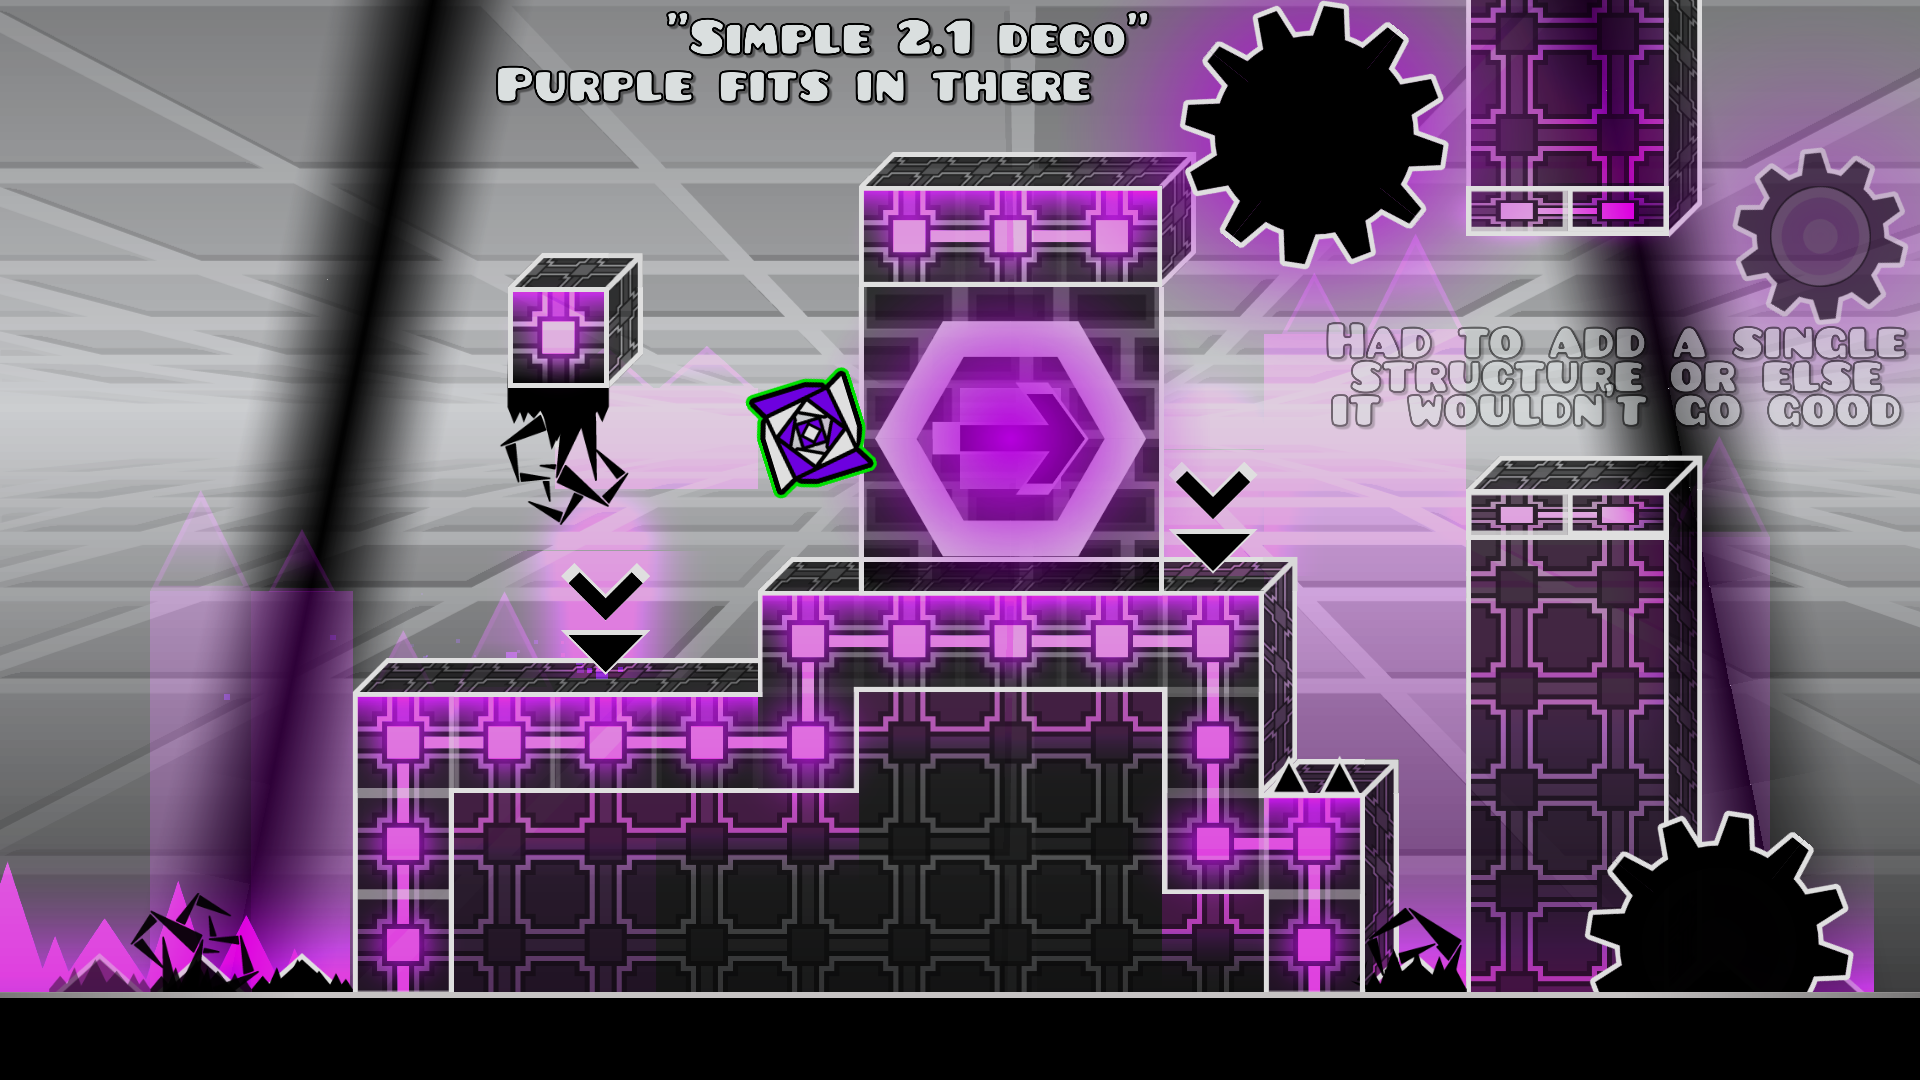 "Simple 2.1 deco"
Purple fits in there
Had to add a single
structure or else
it wouldn't go good